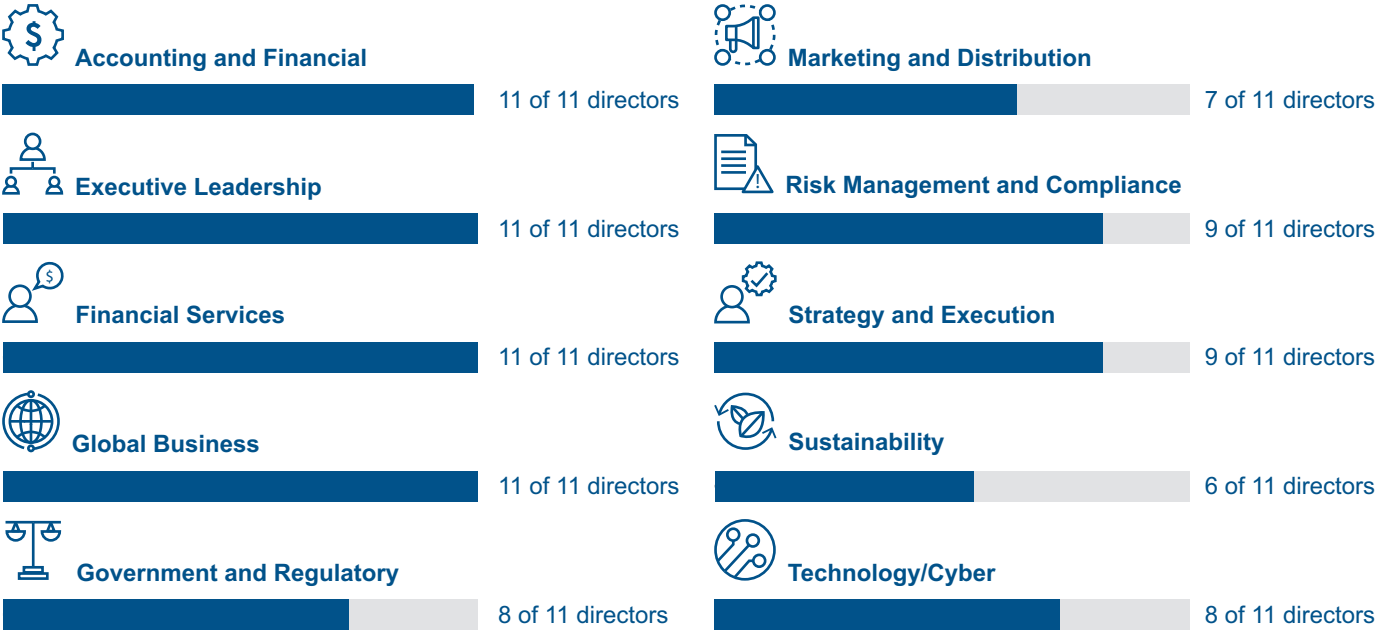 $
Accounting and Financial
11 of 11 directors
Executive Leadership
11 of 11 directors
$
Financial Services
11 of 11 directors
Global Business
11 of 11 directors
Government and Regulatory
8 of 11 directors
Marketing and Distribution
7 of 11 directors
!
Risk Management and Compliance
9 of 11 directors
Strategy and Execution
9 of 11 directors
Sustainability
6 of 11 directors
Technology/Cyber
8 of 11 directors